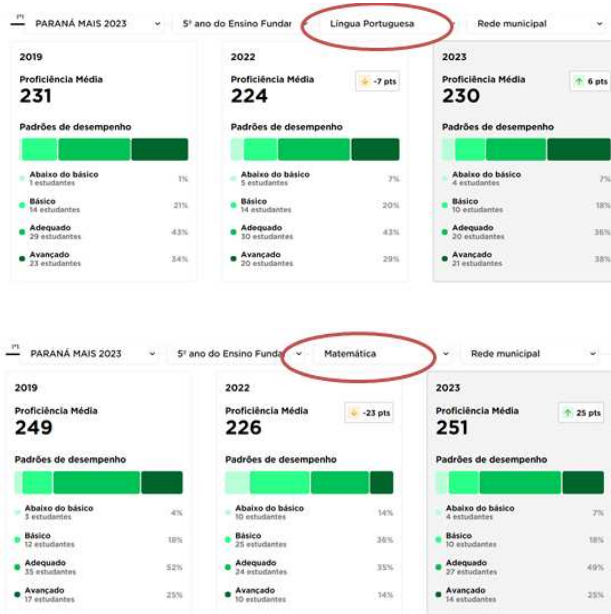 PARANÁ MAIS 2023 5º ano do Ensino Fundar Língua Portuguesa Rede municipal
2019
Proficiência Média
231
Padrões de desempenho
Abaixo do básico 1%
1 estudantes
Básico 21%
14 estudantes
Adequado 43%
29 estudantes
Avançado 34%
23 estudantes
2022
Proficiência Média -7 pts
224
Padrões de desempenho
Abaixo do básico 7%
5 estudantes
Básico 20%
14 estudantes
Adequado 43%
30 estudantes
Avançado 29%
20 estudantes
2023
Proficiência Média 6 pts
230
Padrões de desempenho
Abaixo do básico 7%
4 estudantes
Básico 18%
10 estudantes
Adequado 36%
20 estudantes
Avançado 38%
21 estudantes
PARANÁ MAIS 2023 5º ano do Ensino Funda Matemática Rede municipal
2019
Proficiência Média
249
Padrões de desempenho
Abaixo do básico 4%
3 estudantes
Básico 18%
12 estudantes
Adequado 52%
35 estudantes
Avançado 25%
17 estudantes
2022
Proficiência Média -23 pts
226
Padrões de desempenho
Abaixo do básico 14%
10 estudantes
Básico 36%
25 estudantes
Adequado 35%
24 estudantes
Avançado 14%
10 estudantes
2023
Proficiência Média 25 pts
251
Padrões de desempenho
Abaixo do básico 7%
4 estudantes
Básico 18%
10 estudantes
Adequado 49%
27 estudantes
Avançado 25%
14 estudantes